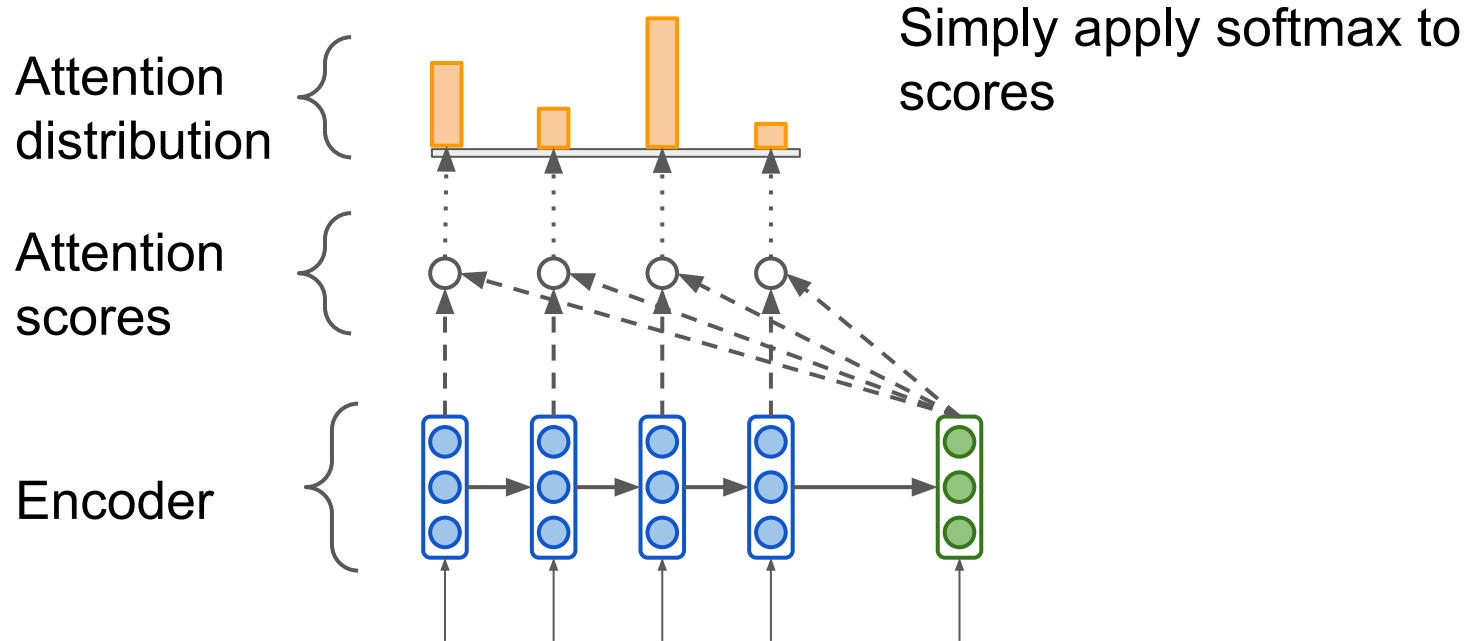 Simply apply softmax to
scores
Attention
distribution
Attention
scores
Encoder